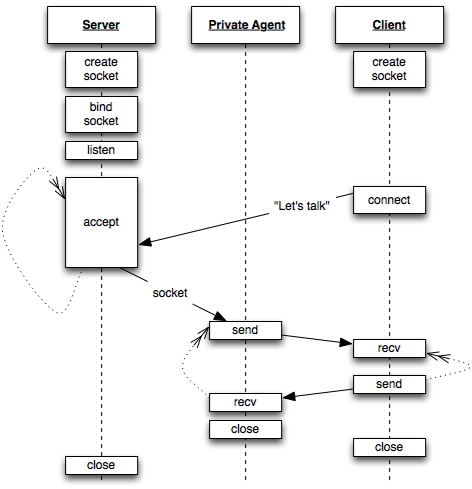 Server
Private Agent
Client
create
socket
create
socket
bind
socket
listen
accept
connect
"Let's talk"
socket
send
recv
send
recv
close
close
close